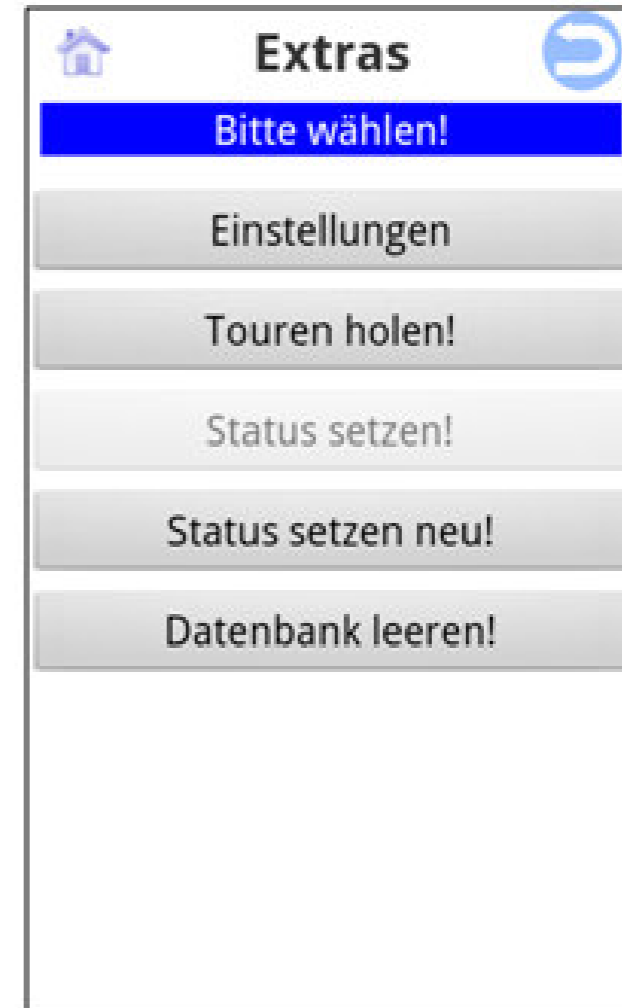 Extras
Bitte wählen!
Einstellungen
Touren holen!
Status setzen!
Status setzen neu!
Datenbank leeren!